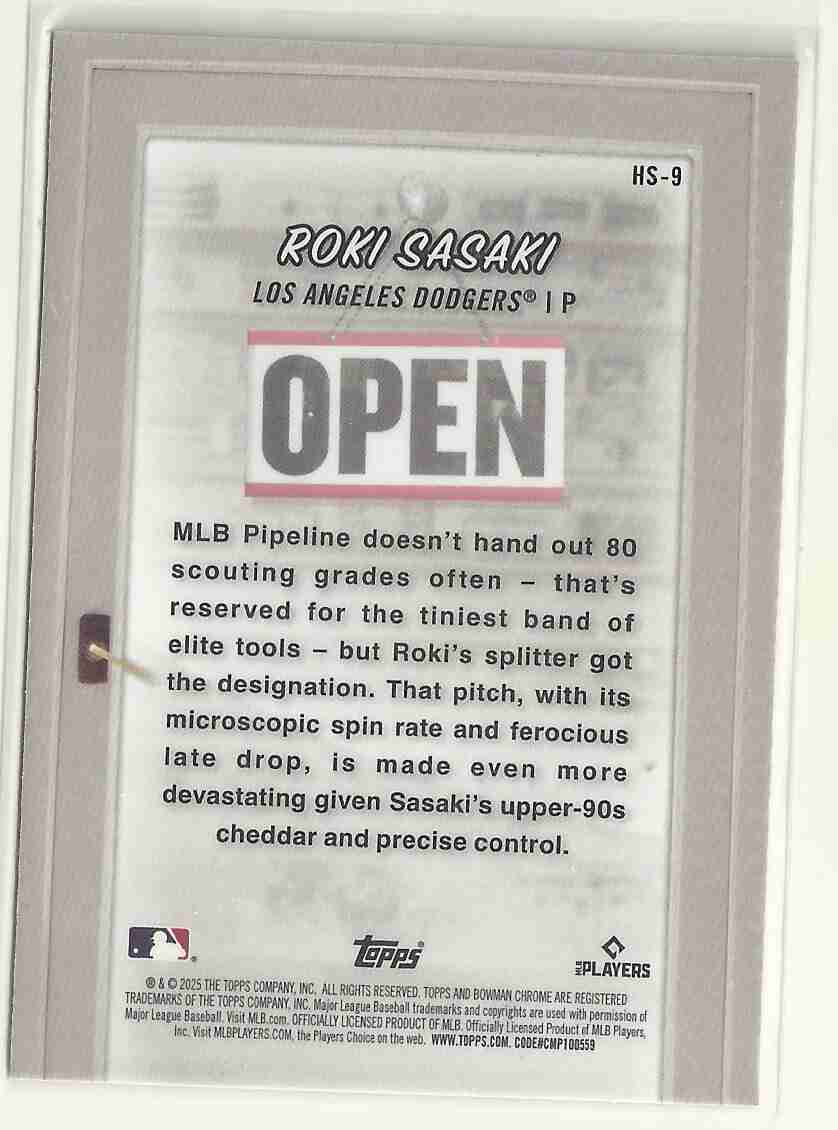 HS-9
ROKI SASAKI
LOS ANGELES DODGERS® | P
OPEN
MLB Pipeline doesn't hand out 80
scouting grades often – that's
reserved for the tiniest band of
elite tools – but Roki's splitter got
the designation. That pitch, with its
microscopic spin rate and ferocious
late drop, is made even more
devastating given Sasaki's upper-90s
cheddar and precise control.
topps®
MLB PLAYERS
® & © 2025 THE TOPPS COMPANY, INC. ALL RIGHTS RESERVED. TOPPS AND BOWMAN CHROME ARE REGISTERED
TRADEMARKS OF THE TOPPS COMPANY, INC. Major League Baseball trademarks and copyrights are used with permission of
Major League Baseball. Visit MLB.com. OFFICIALLY LICENSED PRODUCT OF MLB. Officially Licensed Product of MLB Players,
Inc. Visit MLBPLAYERS.COM, the Players Choice on the web. WWW.TOPPS.COM. CODE#CMP100559